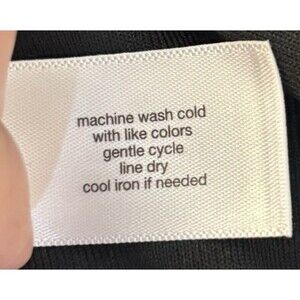 machine wash cold
with like colors
gentle cycle
line dry
cool iron if needed